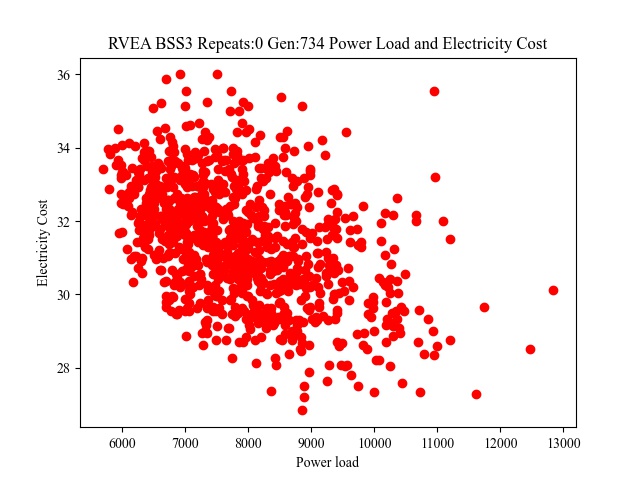 RVEA BSS3 Repeats:0 Gen:734 Power Load and Electricity Cost
36
34
32
30
28
Electricity Cost
6000 7000 8000 9000 10000 11000 12000 13000
Power load